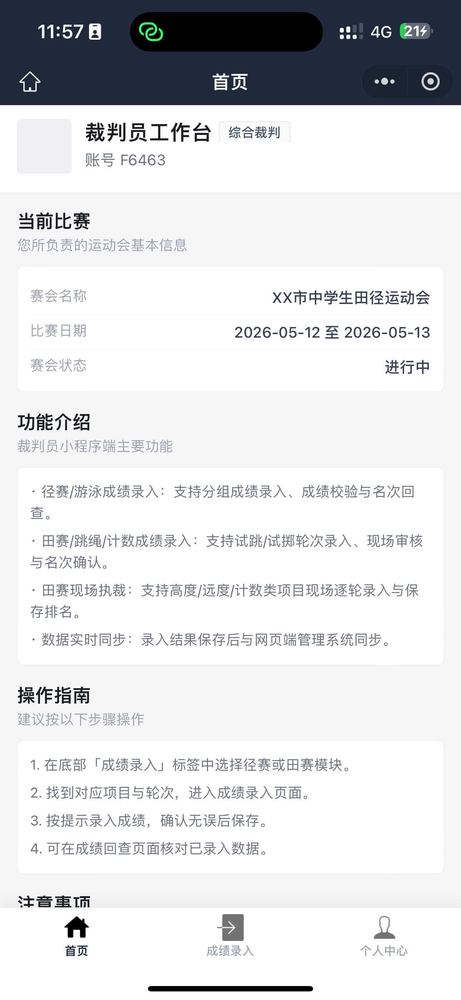 11:57
4G
21
首页
裁判员工作台
综合裁判
账号 F6463
当前比赛
您所负责的运动会基本信息
赛会名称
XX市中学生田径运动会
比赛日期
2026-05-12 至 2026-05-13
赛会状态
进行中
功能介绍
裁判员小程序端主要功能
· 径赛/游泳成绩录入：支持分组成绩录入、成绩校验与名次回
查。
· 田赛/跳绳/计数成绩录入：支持试跳/试掷轮次录入、现场审核
与名次确认。
· 田赛现场执裁：支持高度/远度/计数类项目现场逐轮录入与保
存排名。
· 数据实时同步：录入结果保存后与网页端管理系统同步。
操作指南
建议按以下步骤操作
1. 在底部「成绩录入」标签中选择径赛或田赛模块。
2. 找到对应项目与轮次，进入成绩录入页面。
3. 按提示录入成绩，确认无误后保存。
4. 可在成绩回查页面核对已录入数据。
注意事项
首页
成绩录入
个人中心